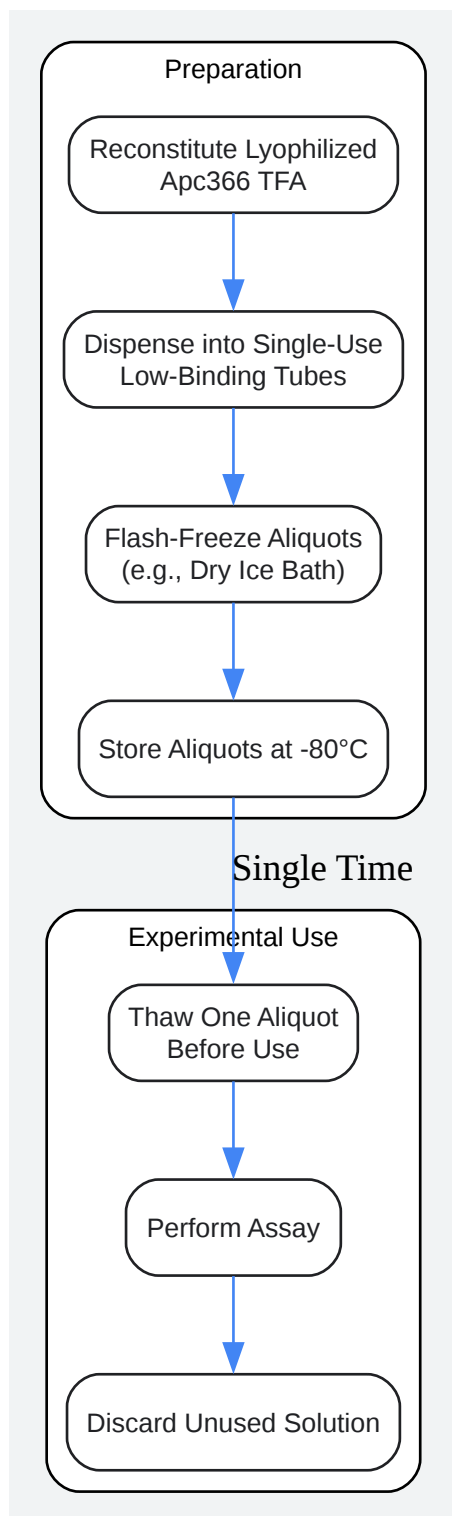 Preparation
Reconstitute Lyophilized
Apc366 TFA
Dispense into Single-Use
Low-Binding Tubes
Flash-Freeze Aliquots
(e.g., Dry Ice Bath)
Store Aliquots at -80°C
Single Time
Experimental Use
Thaw One Aliquot
Before Use
Perform Assay
Discard Unused Solution